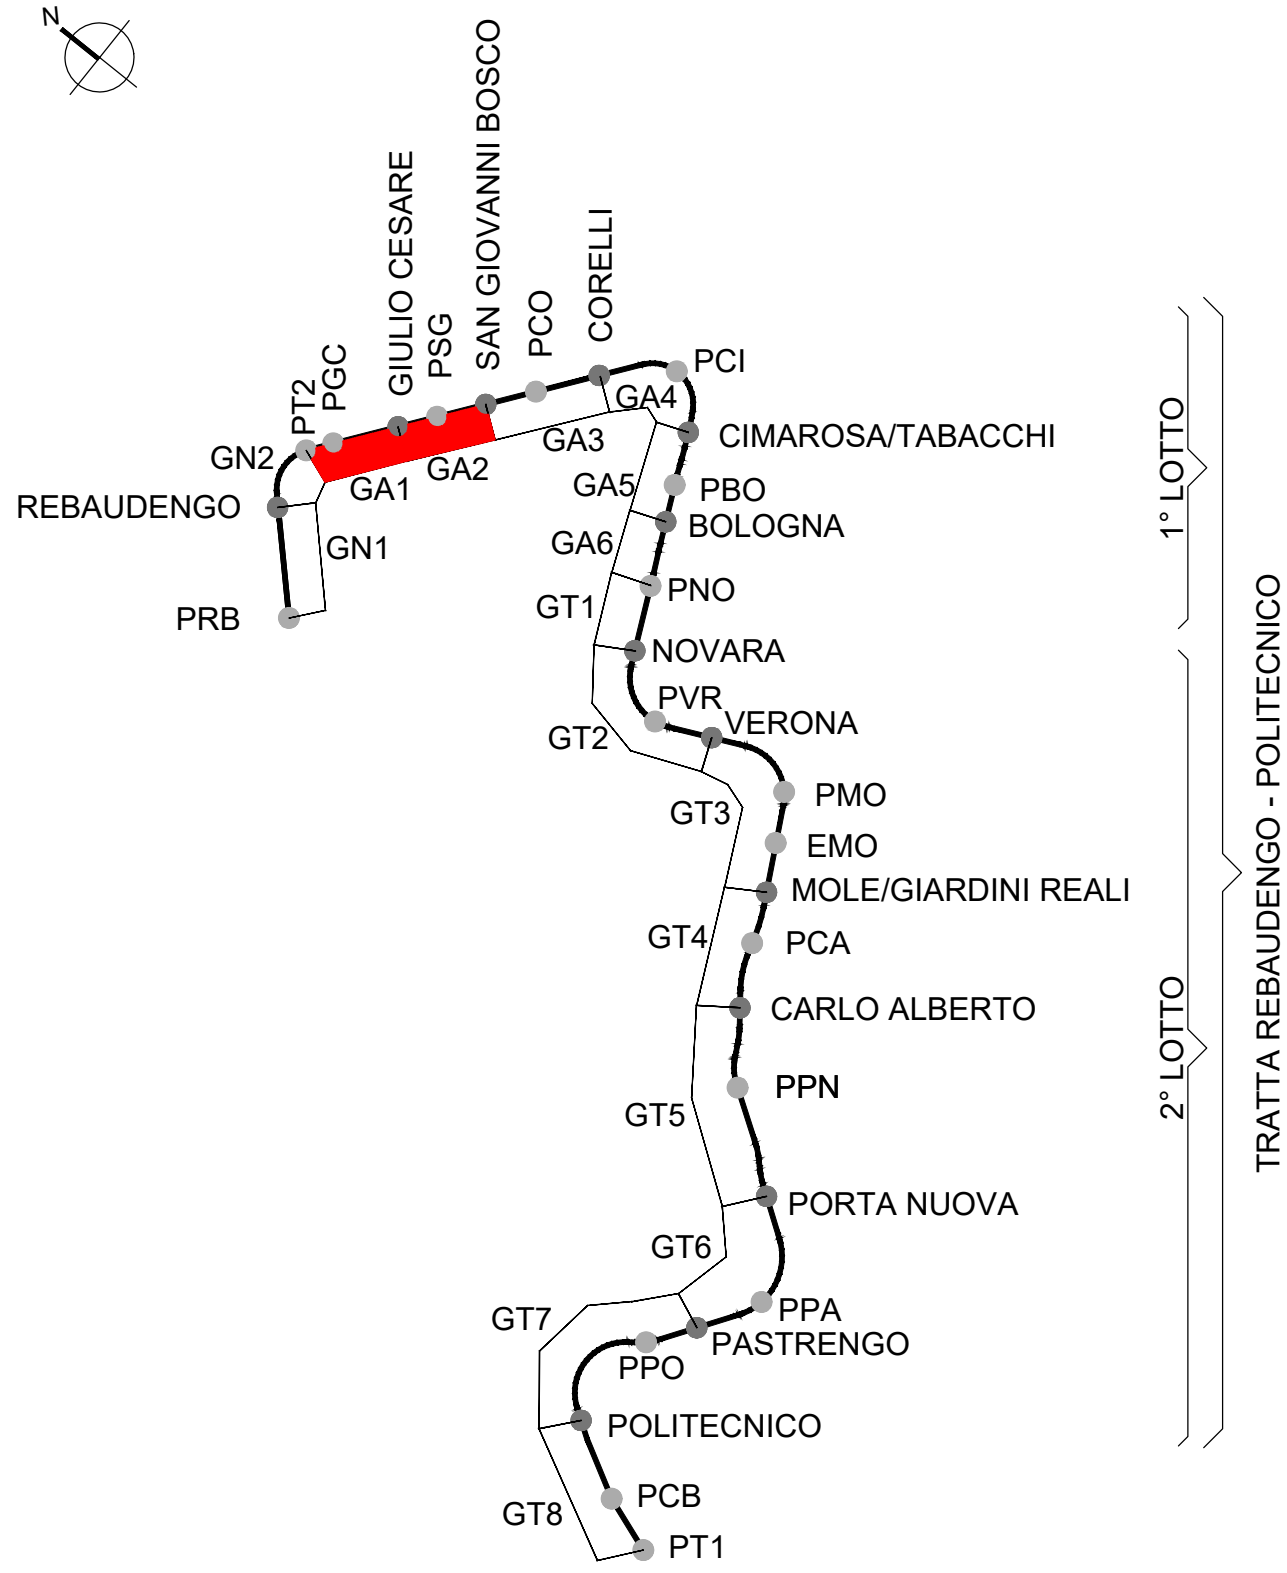 N
SAN GIOVANNI BOSCO
GIULIO CESARE
CORELLI
PCO
PSG
PGC
PT2
PCI
GN2
GA4
GA3
GA2
GA1
CIMAROSA/TABACCHI
REBAUDENGO
GA5
PBO
BOLOGNA
GN1
GA6
PNO
GT1
PRB
NOVARA
PVR
VERONA
GT2
PMO
GT3
EMO
MOLE/GIARDINI REALI
GT4
PCA
CARLO ALBERTO
PPN
GT5
PORTA NUOVA
GT6
PPA
GT7
PASTRENGO
PPO
POLITECNICO
PCB
GT8
PT1
1° LOTTO
2° LOTTO
TRATTA REBAUDENGO - POLITECNICO